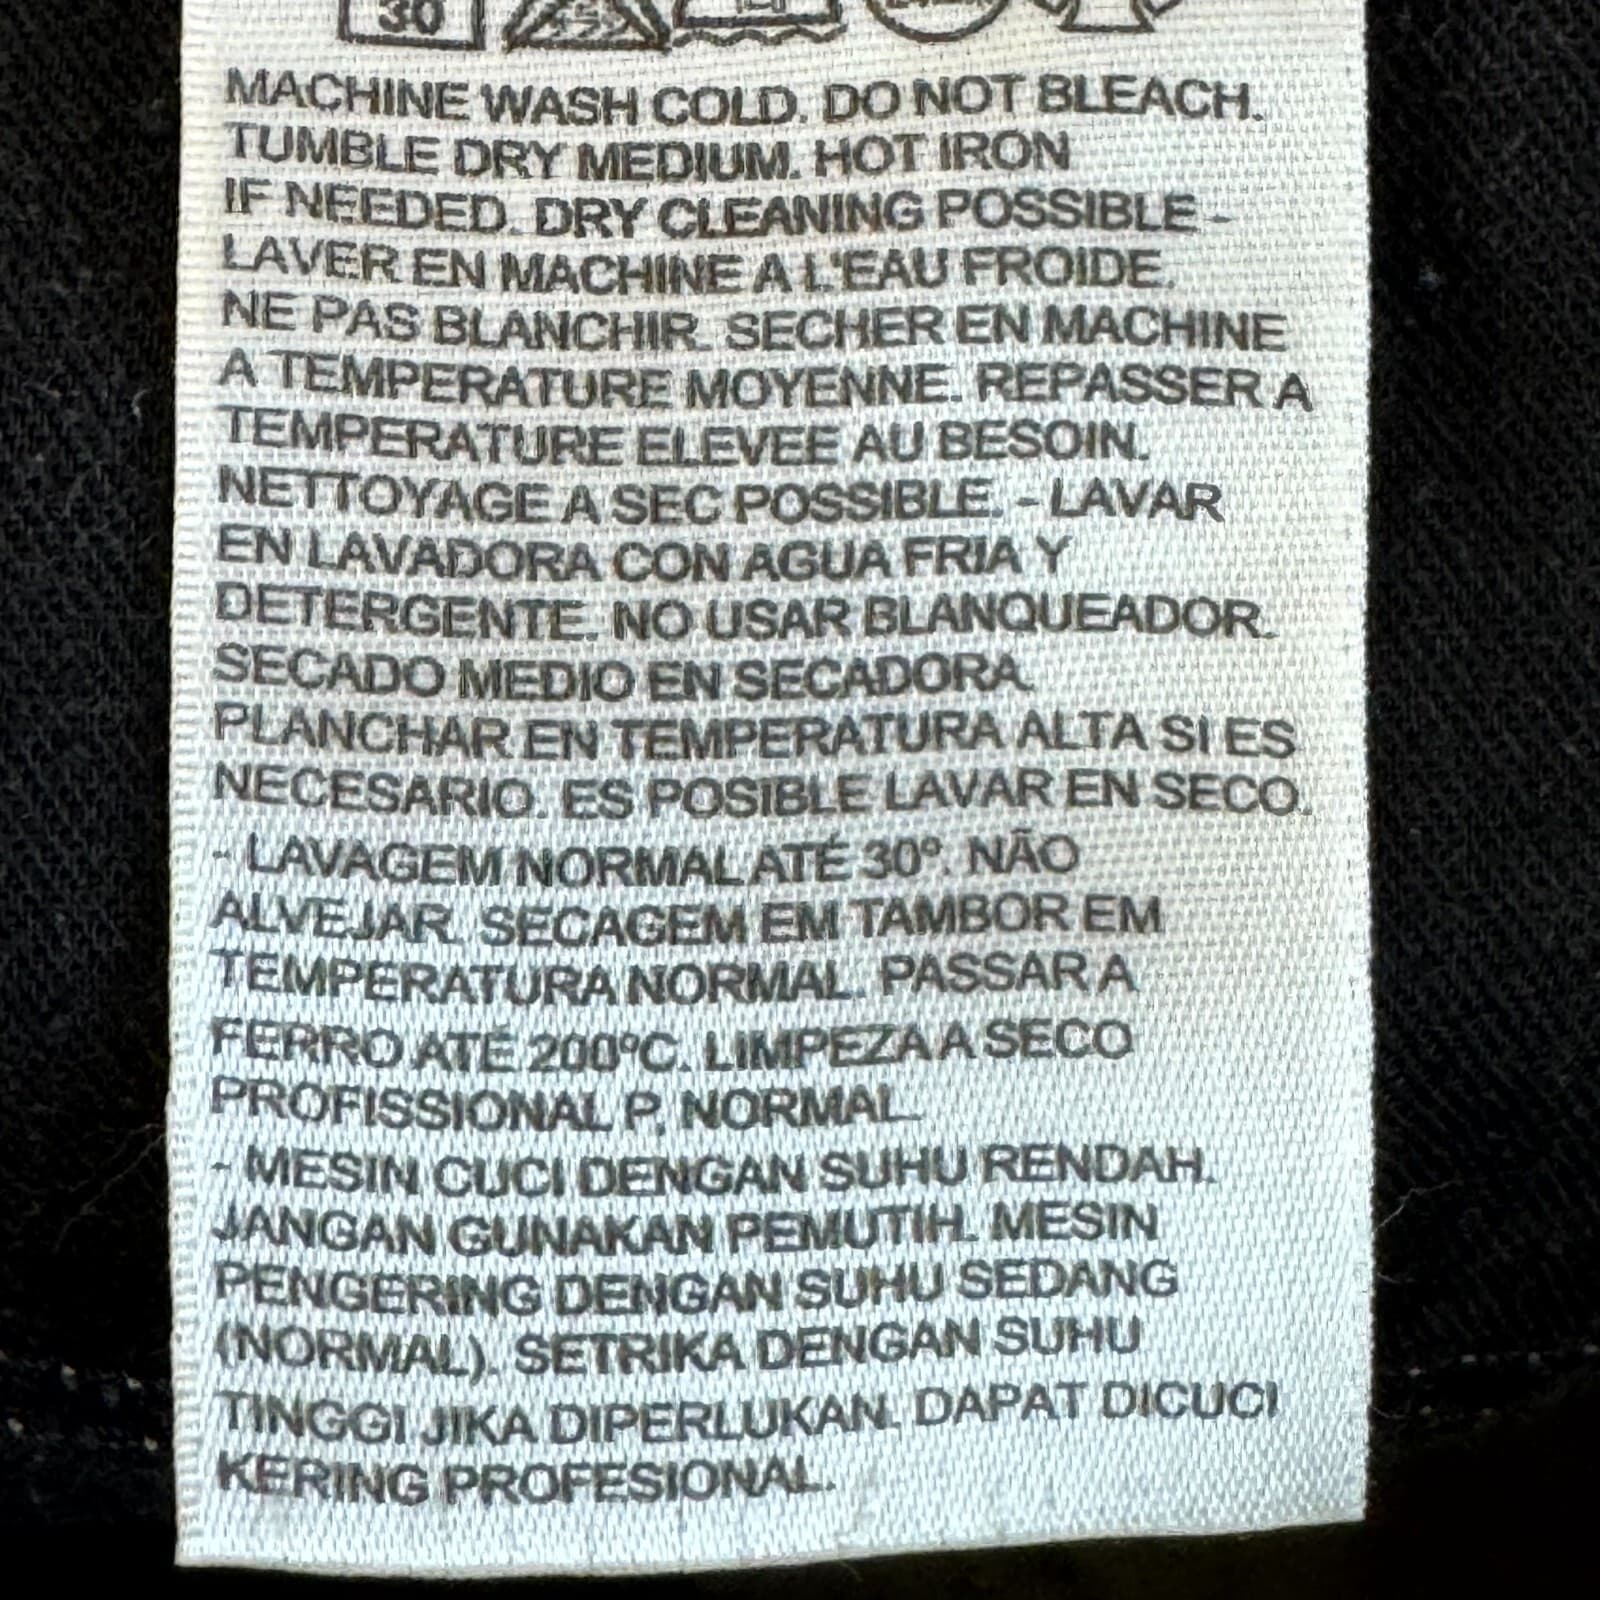 30
MACHINE WASH COLD. DO NOT BLEACH.
TUMBLE DRY MEDIUM. HOT IRON
IF NEEDED. DRY CLEANING POSSIBLE -
LAVER EN MACHINE A L'EAU FROIDE.
NE PAS BLANCHIR. SECHER EN MACHINE
A TEMPERATURE MOYENNE. REPASSER A
TEMPERATURE ELEVEE AU BESOIN.
NETTOYAGE A SEC POSSIBLE. - LAVAR
EN LAVADORA CON AGUA FRIA Y
DETERGENTE. NO USAR BLANQUEADOR.
SECADO MEDIO EN SECADORA.
PLANCHAR EN TEMPERATURA ALTA SI ES
NECESARIO. ES POSIBLE LAVAR EN SECO.
- LAVAGEM NORMAL ATÉ 30º. NÃO
ALVEJAR. SECAGEM EM TAMBOR EM
TEMPERATURA NORMAL. PASSAR A
FERRO ATÉ 200ºC. LIMPEZA A SECO
PROFISSIONAL P, NORMAL.
- MESIN CUCI DENGAN SUHU RENDAH.
JANGAN GUNAKAN PEMUTIH. MESIN
PENGERING DENGAN SUHU SEDANG
(NORMAL). SETRIKA DENGAN SUHU
TINGGI JIKA DIPERLUKAN. DAPAT DICUCI
KERING PROFESIONAL.